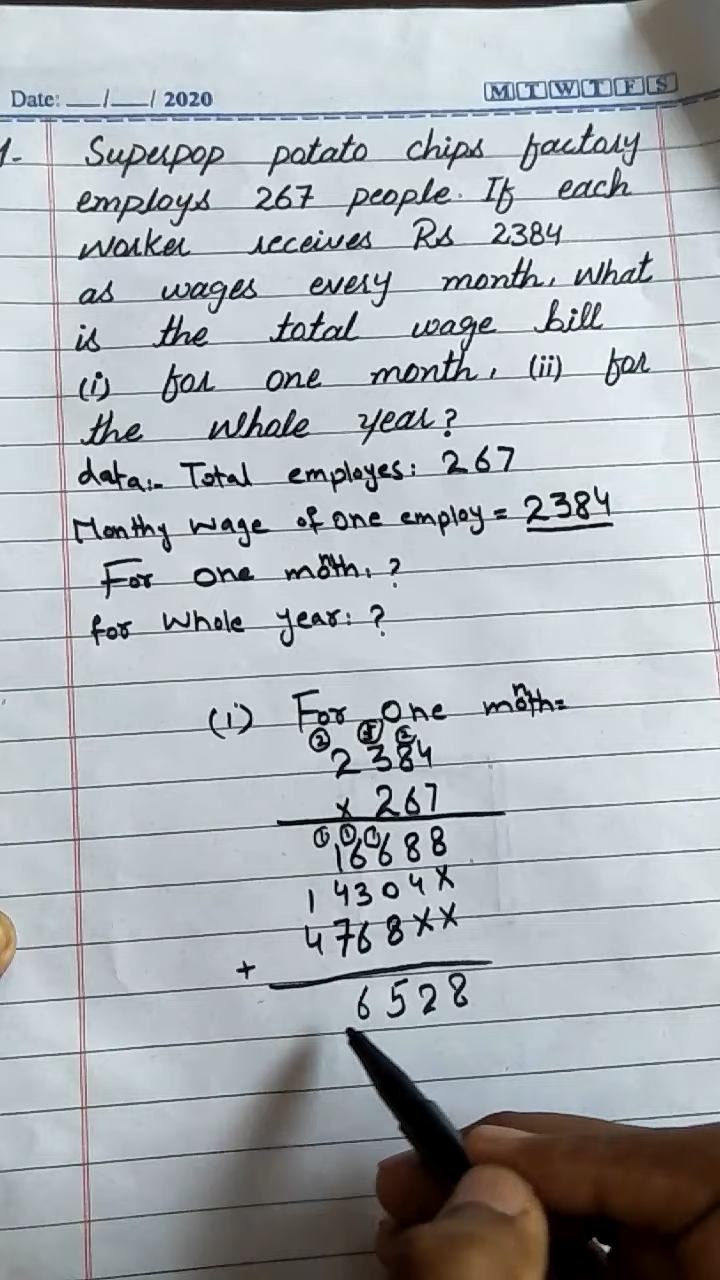 Date: __/__/ 2020 M T W T F S
1. Superpop potato chips factory
employs 267 people. If each
worker receives Rs 2384
as wages every month, What
is the total wage bill
(i) for one month, (ii) for
the whole year?
data:- Total employes: 267
Monthy wage of one employ = 2384
For one month: ?
for whole year: ?
(i) For One month=
2384
x 267
16688
14304x
4768xx
+
6528